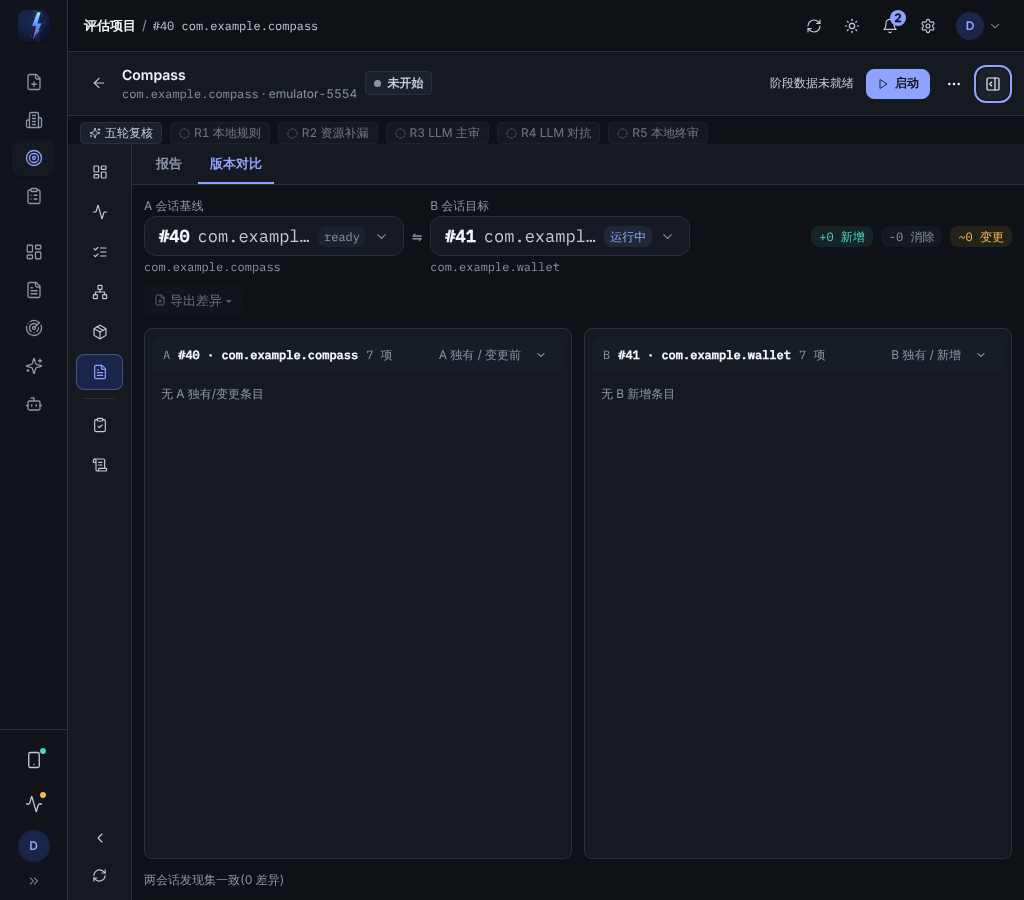 评估项目 / #40 com.example.compass
2
D
Compass
com.example.compass · emulator-5554
未开始
阶段数据未就绪
启动
五轮复核
R1 本地规则
R2 资源补漏
R3 LLM 主审
R4 LLM 对抗
R5 本地终审
报告
版本对比
A 会话基线
B 会话目标
#40 com.exampl… ready
#41 com.exampl… 运行中
+0 新增
-0 消除
~0 变更
com.example.compass
com.example.wallet
导出差异
A #40 · com.example.compass 7 项
A 独有 / 变更前
B #41 · com.example.wallet 7 项
B 独有 / 新增
无 A 独有/变更条目
无 B 新增条目
D
两会话发现集一致(0 差异)